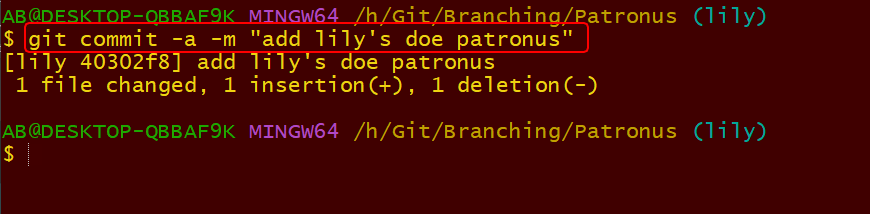 AB@DESKTOP-QBBAF9K MINGW64 /h/Git/Branching/Patronus (lily)
$ git commit -a -m "add lily's doe patronus"
[lily 40302f8] add lily's doe patronus
 1 file changed, 1 insertion(+), 1 deletion(-)
AB@DESKTOP-QBBAF9K MINGW64 /h/Git/Branching/Patronus (lily)
$